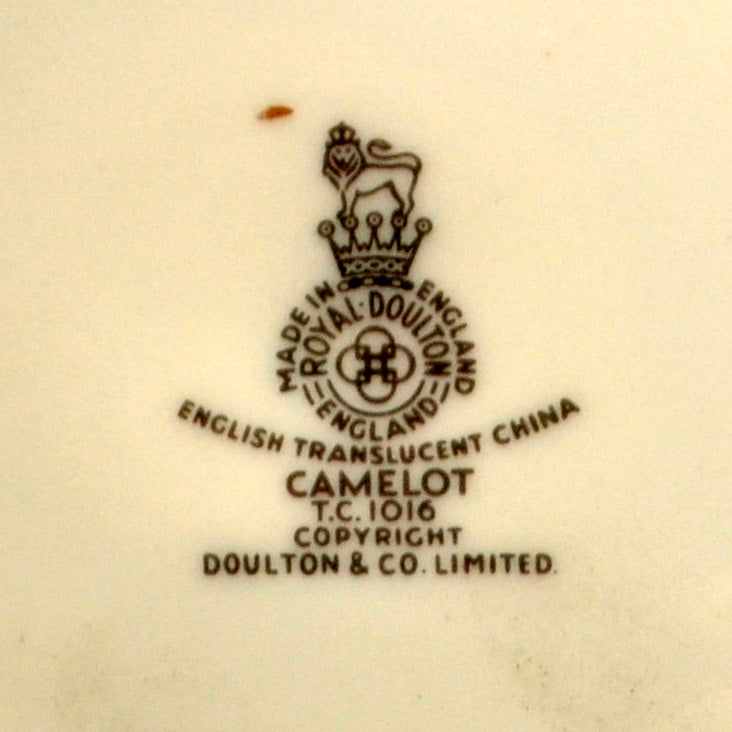 MADE IN ENGLAND
ROYAL·DOULTON
ENGLAND
ENGLISH TRANSLUCENT CHINA
CAMELOT
T.C. 1016
COPYRIGHT
DOULTON & CO. LIMITED.